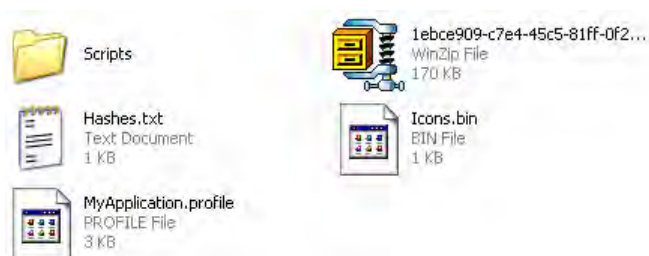 Scripts
1ebce909-c7e4-45c5-81ff-0f2...
WinZip File
170 KB
Hashes.txt
Text Document
1 KB
Icons.bin
BIN File
1 KB
MyApplication.profile
PROFILE File
3 KB